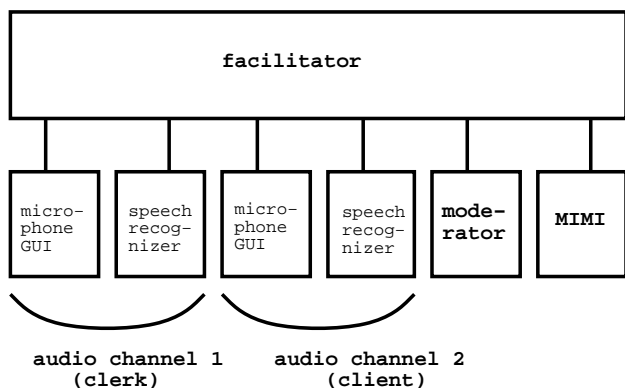 facilitator
micro-
phone
GUI
speech
recog-
nizer
micro-
phone
GUI
speech
recog-
nizer
mode-
rator
MIMI
audio channel 1
(clerk)
audio channel 2
(client)